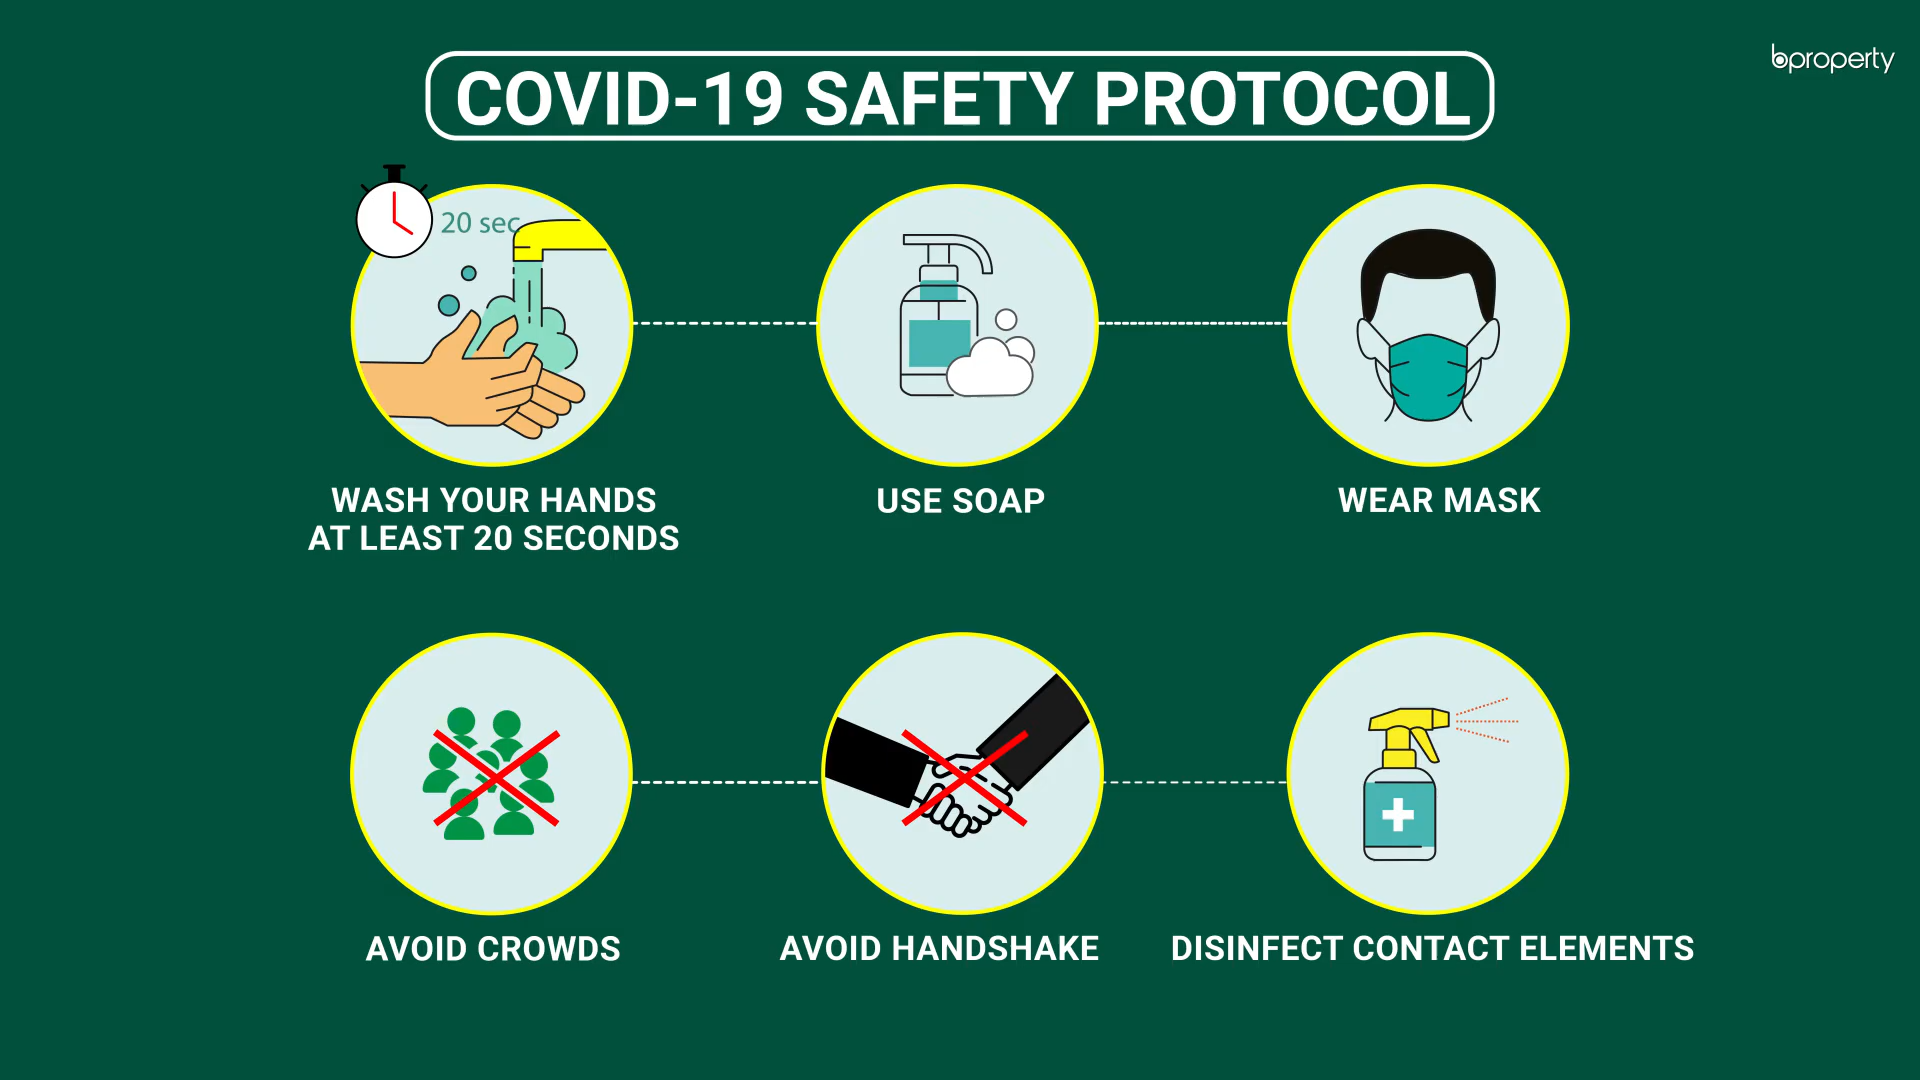 COVID-19 SAFETY PROTOCOL
bproperty
20 sec
WASH YOUR HANDS
AT LEAST 20 SECONDS
USE SOAP
WEAR MASK
AVOID CROWDS
AVOID HANDSHAKE
DISINFECT CONTACT ELEMENTS